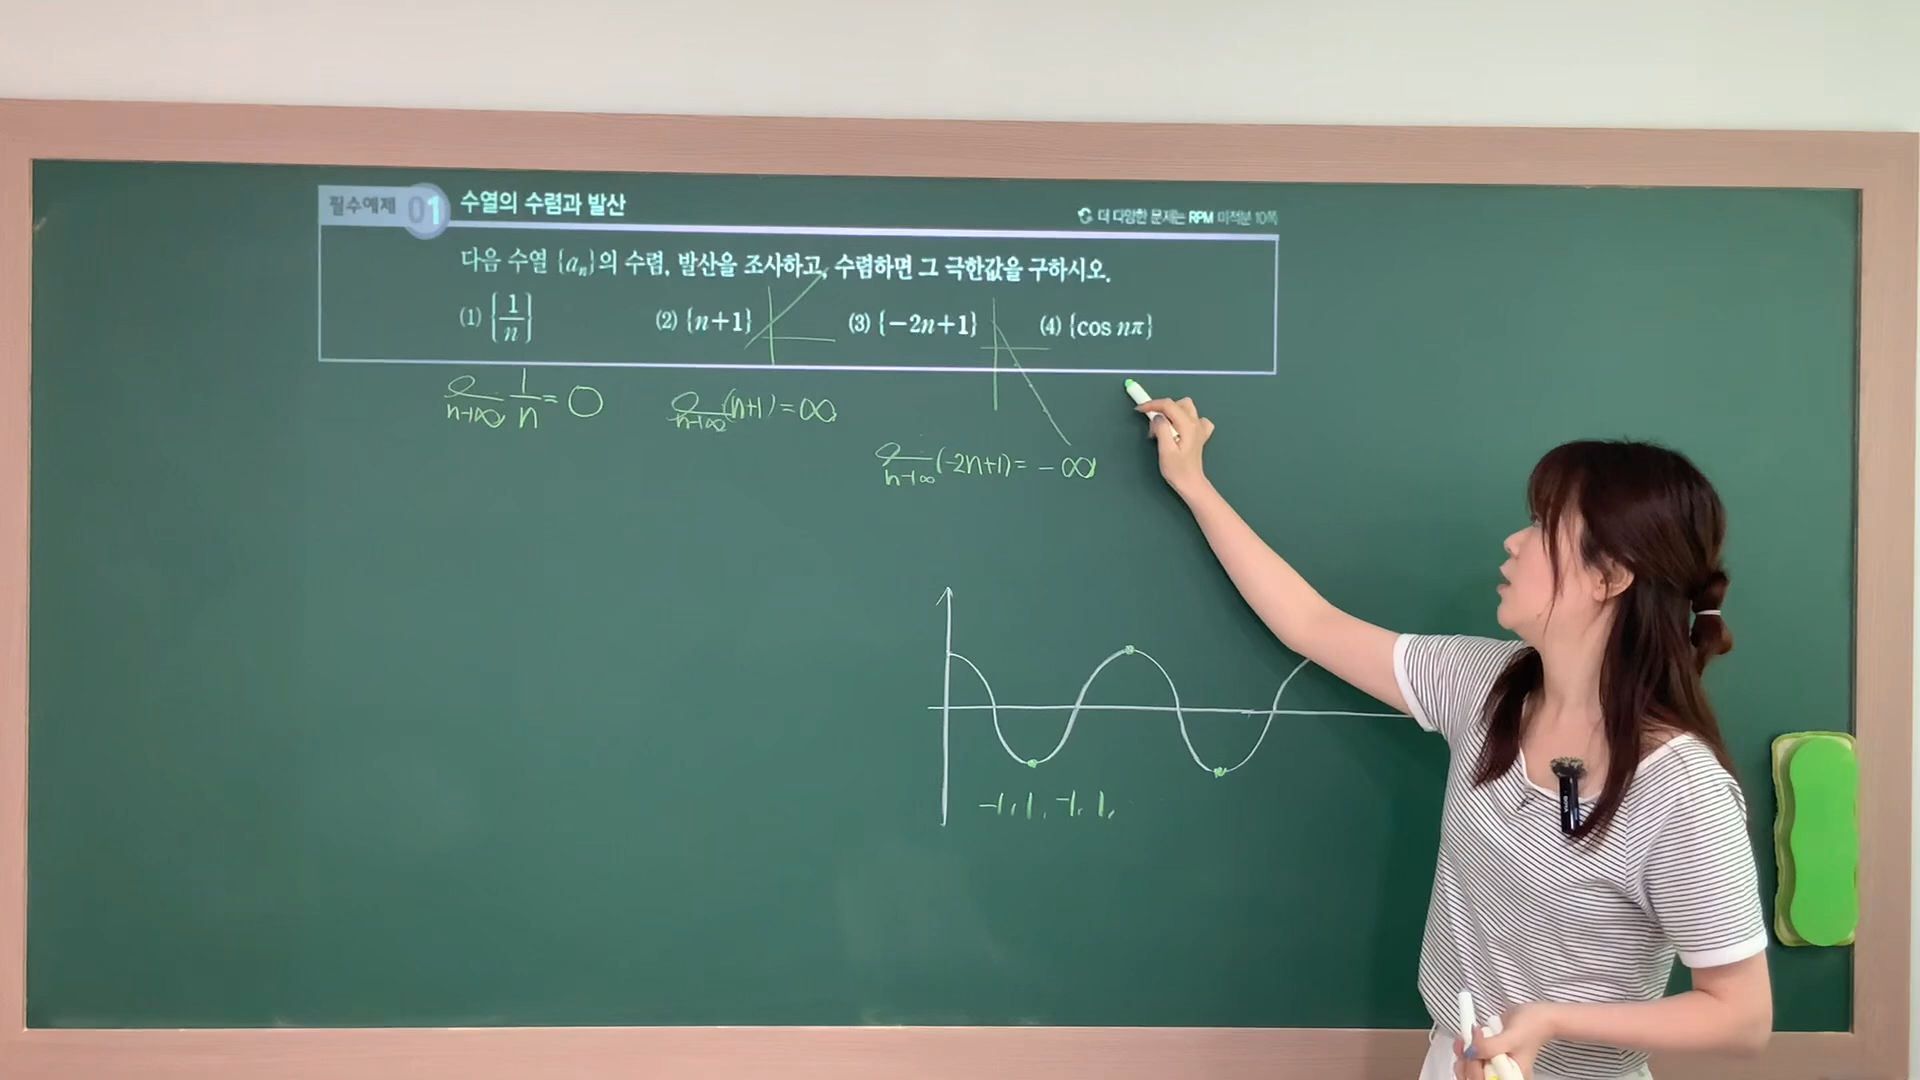 필수예제 01 수열의 수렴과 발산
더 다양한 문제는 RPM 미적분 10쪽
다음 수열 {aₙ}의 수렴, 발산을 조사하고, 수렴하면 그 극한값을 구하시오.
(1) {1/n} (2) {n+1} (3) {-2n+1} (4) {cos nπ}
lim n→∞ 1/n = 0
lim n→∞ (n+1) = ∞
lim n→∞ (-2n+1) = -∞
-1, 1, -1, 1,